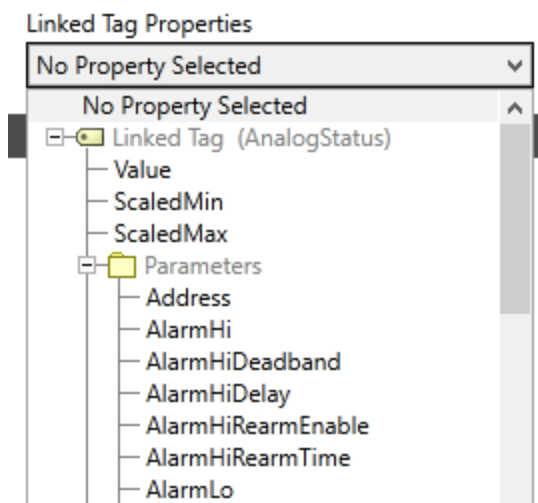 Linked Tag Properties
No Property Selected
No Property Selected
Linked Tag (AnalogStatus)
Value
ScaledMin
ScaledMax
Parameters
Address
AlarmHi
AlarmHiDeadband
AlarmHiDelay
AlarmHiRearmEnable
AlarmHiRearmTime
AlarmLo